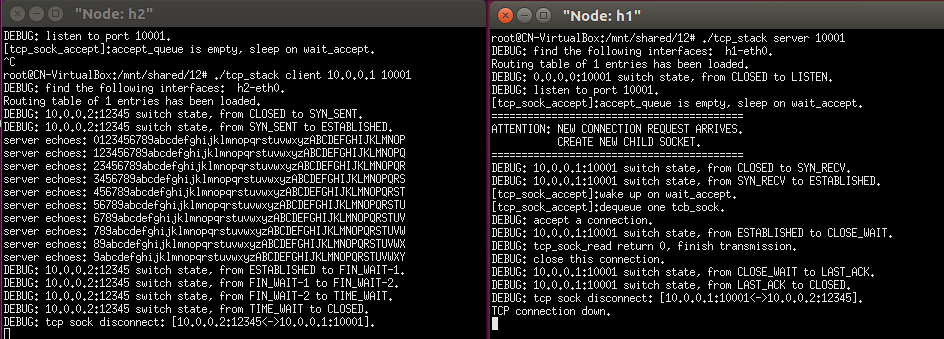 "Node: h2"
DEBUG: listen to port 10001.
[tcp_sock_accept]:accept_queue is empty, sleep on wait_accept.
^C
root@CN-VirtualBox:/mnt/shared/12# ./tcp_stack client 10.0.0.1 10001
DEBUG: find the following interfaces:  h2-eth0.
Routing table of 1 entries has been loaded.
DEBUG: 10.0.0.2:12345 switch state, from CLOSED to SYN_SENT.
DEBUG: 10.0.0.2:12345 switch state, from SYN_SENT to ESTABLISHED.
server echoes: 0123456789abcdefghijklmnopqrstuvwxyzABCDEFGHIJKLMNOP
server echoes: 123456789abcdefghijklmnopqrstuvwxyzABCDEFGHIJKLMNOPQ
server echoes: 23456789abcdefghijklmnopqrstuvwxyzABCDEFGHIJKLMNOPQR
server echoes: 3456789abcdefghijklmnopqrstuvwxyzABCDEFGHIJKLMNOPQRS
server echoes: 456789abcdefghijklmnopqrstuvwxyzABCDEFGHIJKLMNOPQRST
server echoes: 56789abcdefghijklmnopqrstuvwxyzABCDEFGHIJKLMNOPQRSTU
server echoes: 6789abcdefghijklmnopqrstuvwxyzABCDEFGHIJKLMNOPQRSTUV
server echoes: 789abcdefghijklmnopqrstuvwxyzABCDEFGHIJKLMNOPQRSTUVW
server echoes: 89abcdefghijklmnopqrstuvwxyzABCDEFGHIJKLMNOPQRSTUVWX
server echoes: 9abcdefghijklmnopqrstuvwxyzABCDEFGHIJKLMNOPQRSTUVWXY
DEBUG: 10.0.0.2:12345 switch state, from ESTABLISHED to FIN_WAIT-1.
DEBUG: 10.0.0.2:12345 switch state, from FIN_WAIT-1 to FIN_WAIT-2.
DEBUG: 10.0.0.2:12345 switch state, from FIN_WAIT-2 to TIME_WAIT.
DEBUG: 10.0.0.2:12345 switch state, from TIME_WAIT to CLOSED.
DEBUG: tcp sock disconnect: [10.0.0.2:12345<->10.0.0.1:10001].
"Node: h1"
root@CN-VirtualBox:/mnt/shared/12# ./tcp_stack server 10001
DEBUG: find the following interfaces:  h1-eth0.
Routing table of 1 entries has been loaded.
DEBUG: 0.0.0.0:10001 switch state, from CLOSED to LISTEN.
DEBUG: listen to port 10001.
[tcp_sock_accept]:accept_queue is empty, sleep on wait_accept.
==========================================
ATTENTION: NEW CONNECTION REQUEST ARRIVES.
CREATE NEW CHILD SOCKET.
==========================================
DEBUG: 10.0.0.1:10001 switch state, from CLOSED to SYN_RECV.
DEBUG: 10.0.0.1:10001 switch state, from SYN_RECV to ESTABLISHED.
[tcp_sock_accept]:wake up on wait_accept.
[tcp_sock_accept]:dequeue one tcb_sock.
DEBUG: accept a connection.
DEBUG: 10.0.0.1:10001 switch state, from ESTABLISHED to CLOSE_WAIT.
DEBUG: tcp_sock_read return 0, finish transmission.
DEBUG: close this connection.
DEBUG: 10.0.0.1:10001 switch state, from CLOSE_WAIT to LAST_ACK.
DEBUG: 10.0.0.1:10001 switch state, from LAST_ACK to CLOSED.
DEBUG: tcp sock disconnect: [10.0.0.1:10001<->10.0.0.2:12345].
TCP connection down.